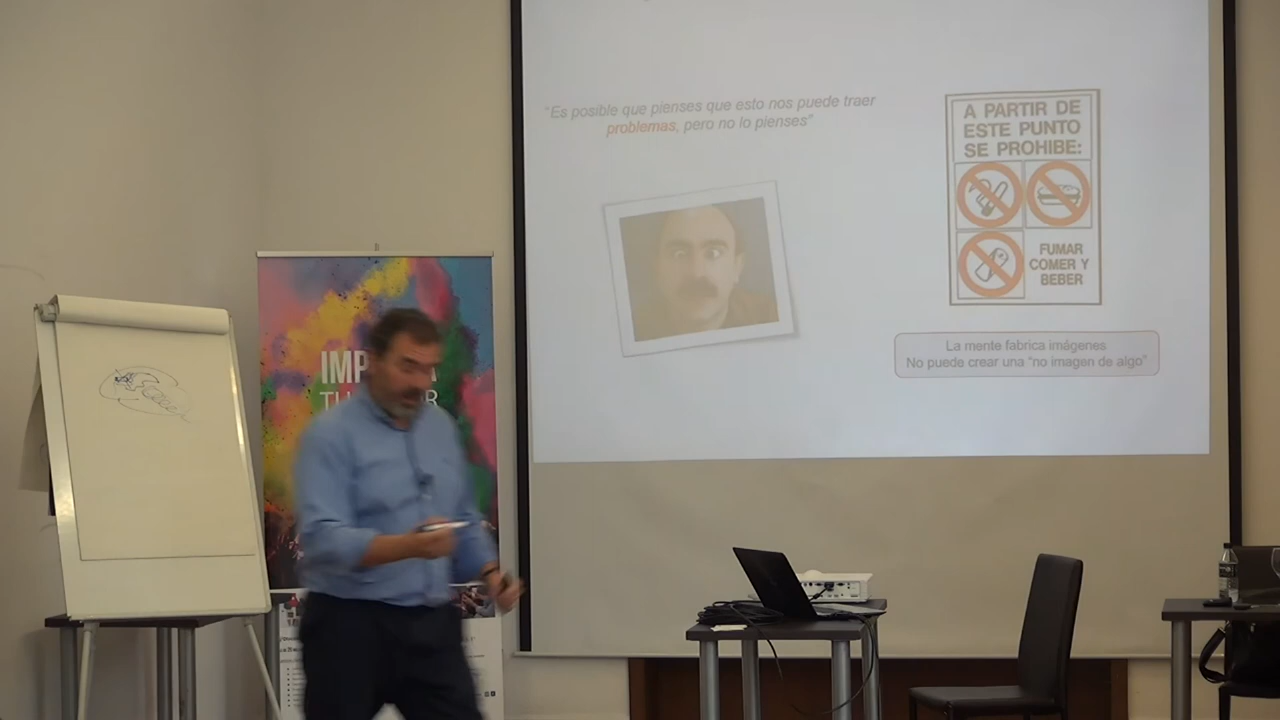 "Es posible que pienses que esto nos puede traer
problemas, pero no lo pienses"
A PARTIR DE
ESTE PUNTO
SE PROHIBE:
FUMAR
COMER Y
BEBER
La mente fabrica imágenes
No puede crear una "no imagen de algo"
IMP
TU